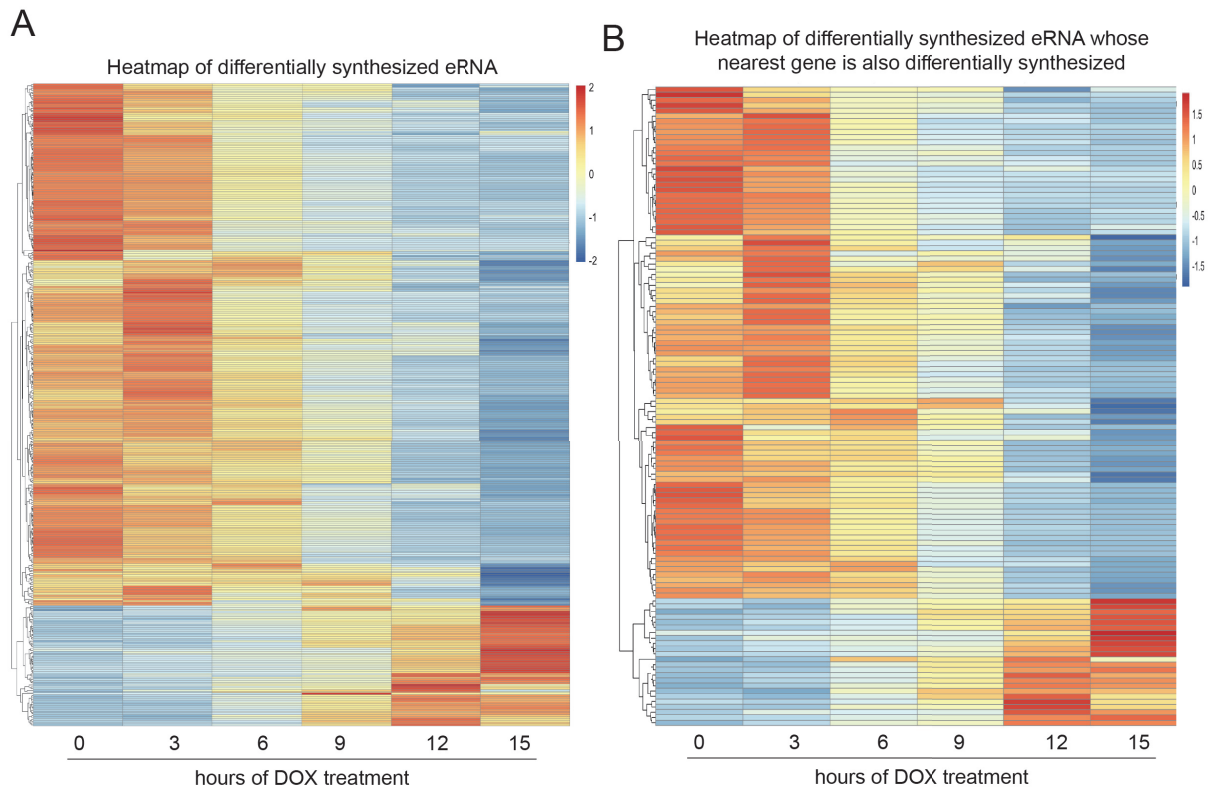 A
Heatmap of differentially synthesized eRNA
2
1
0
-1
-2
0 3 6 9 12 15
hours of DOX treatment
B
Heatmap of differentially synthesized eRNA whose
nearest gene is also differentially synthesized
1.5
1
0.5
0
-0.5
-1
-1.5
0 3 6 9 12 15
hours of DOX treatment